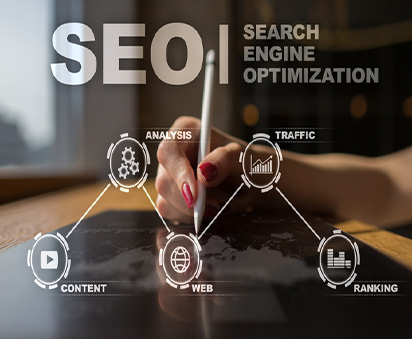 SEO
SEARCH
ENGINE
OPTIMIZATION
ANALYSIS
TRAFFIC
CONTENT
WEB
RANKING